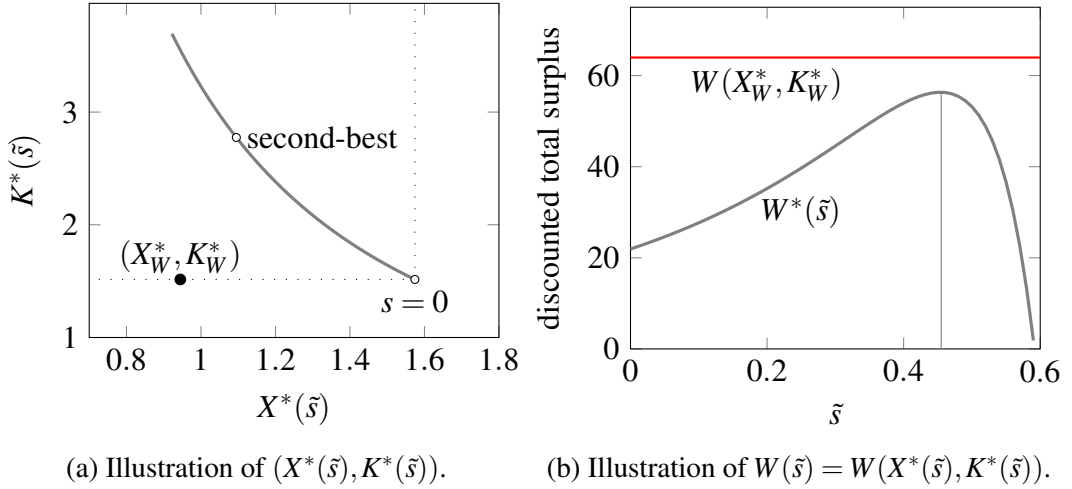 3
2
1
K*(s̃)
second-best
(X*_W, K*_W)
s = 0
0.8 1 1.2 1.4 1.6 1.8
X*(s̃)
(a) Illustration of (X*(s̃), K*(s̃)).
discounted total surplus
60
40
20
0
W(X*_W, K*_W)
W*(s̃)
0 0.2 0.4 0.6
s̃
(b) Illustration of W(s̃) = W(X*(s̃), K*(s̃)).